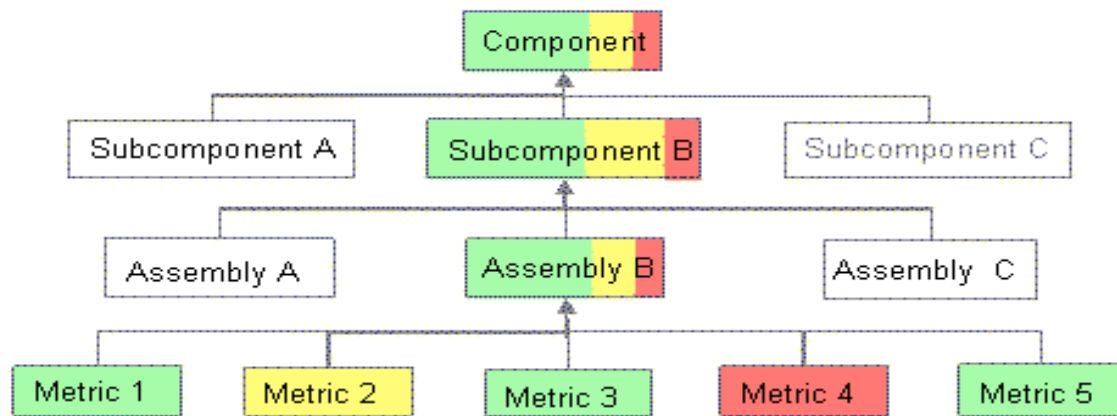 Component
Subcomponent A
Subcomponent B
Subcomponent C
Assembly A
Assembly B
Assembly C
Metric 1
Metric 2
Metric 3
Metric 4
Metric 5